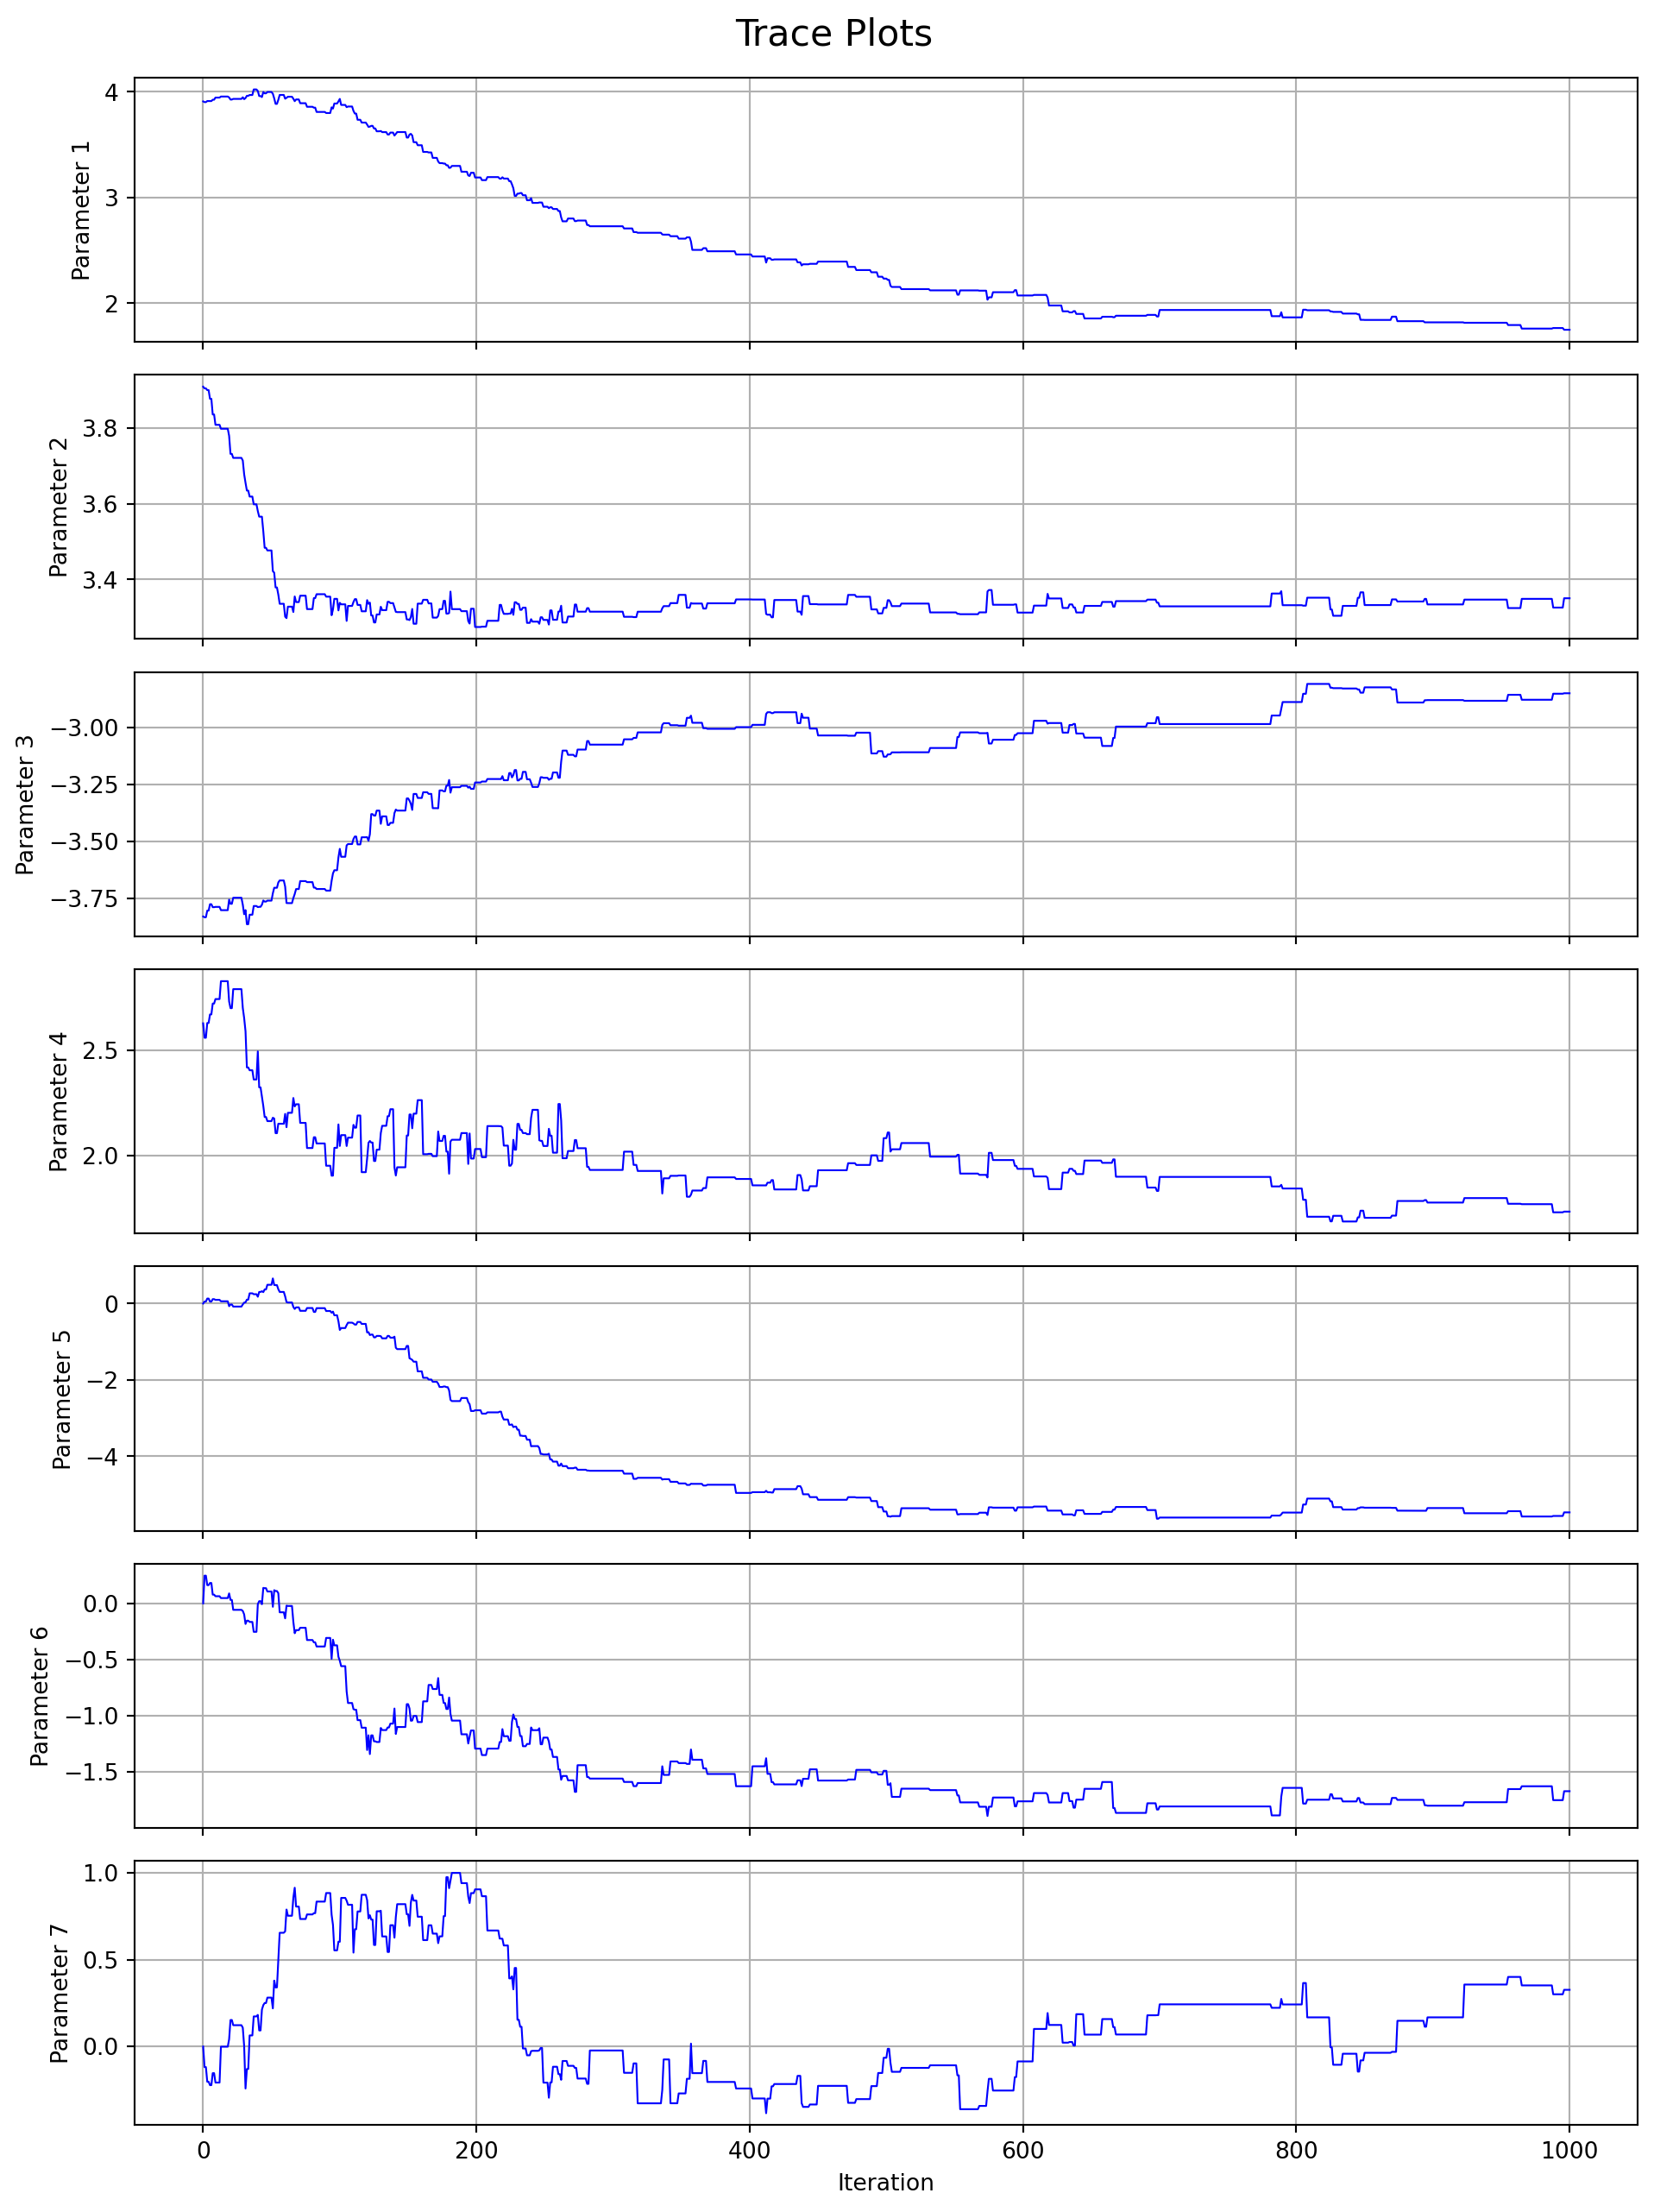 Trace Plots
4
3
2
Parameter 1
3.8
3.6
3.4
Parameter 2
−3.00
−3.25
−3.50
−3.75
Parameter 3
2.5
2.0
Parameter 4
0
−2
−4
Parameter 5
0.0
−0.5
−1.0
−1.5
Parameter 6
1.0
0.5
0.0
Parameter 7
0 200 400 600 800 1000
Iteration